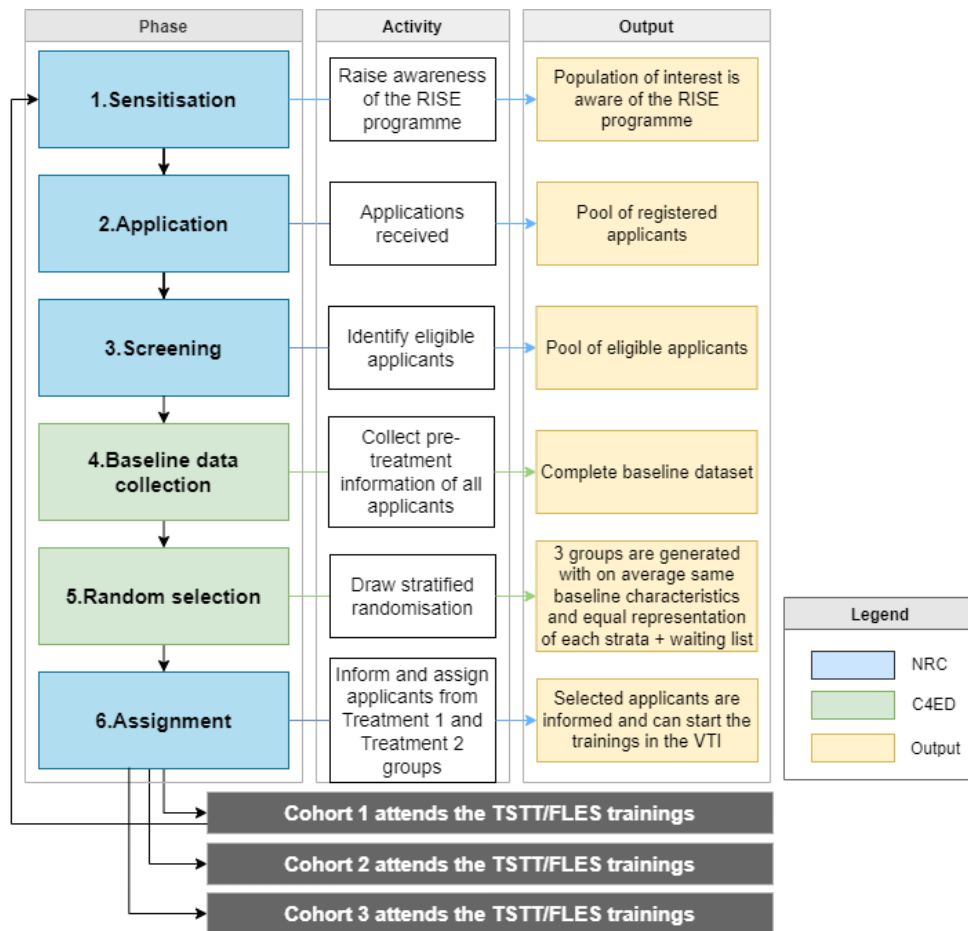 Phase
Activity
Output
1.Sensitisation
Raise awareness
of the RISE
programme
Population of interest is
aware of the RISE
programme
2.Application
Applications
received
Pool of registered
applicants
3.Screening
Identify eligible
applicants
Pool of eligible applicants
4.Baseline data
collection
Collect pre-
treatment
information of all
applicants
Complete baseline dataset
5.Random selection
Draw stratified
randomisation
3 groups are generated
with on average same
baseline characteristics
and equal representation
of each strata + waiting list
6.Assignment
Inform and assign
applicants from
Treatment 1 and
Treatment 2
groups
Selected applicants are
informed and can start the
trainings in the VTI
Legend
NRC
C4ED
Output
Cohort 1 attends the TSTT/FLES trainings
Cohort 2 attends the TSTT/FLES trainings
Cohort 3 attends the TSTT/FLES trainings